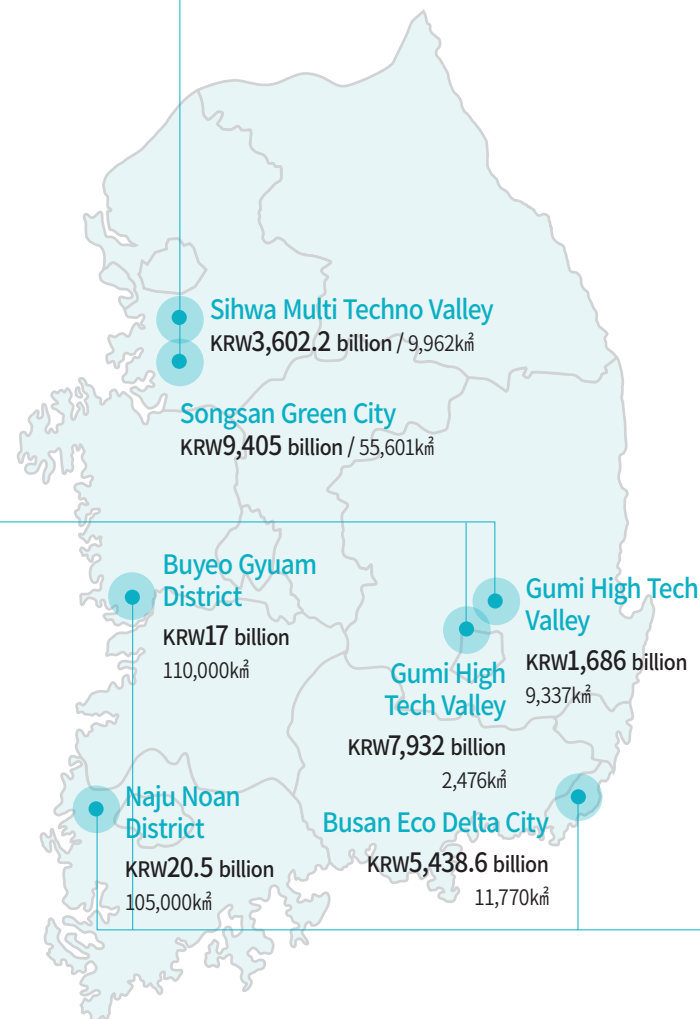 Sihwa Multi Techno Valley
KRW3,602.2 billion / 9,962㎢
Songsan Green City
KRW9,405 billion / 55,601㎢
Buyeo Gyuam
District
KRW17 billion
110,000㎢
Gumi High Tech
Valley
KRW1,686 billion
9,337㎢
Gumi High
Tech Valley
KRW7,932 billion
2,476㎢
Naju Noan
District
KRW20.5 billion
105,000㎢
Busan Eco Delta City
KRW5,438.6 billion
11,770㎢